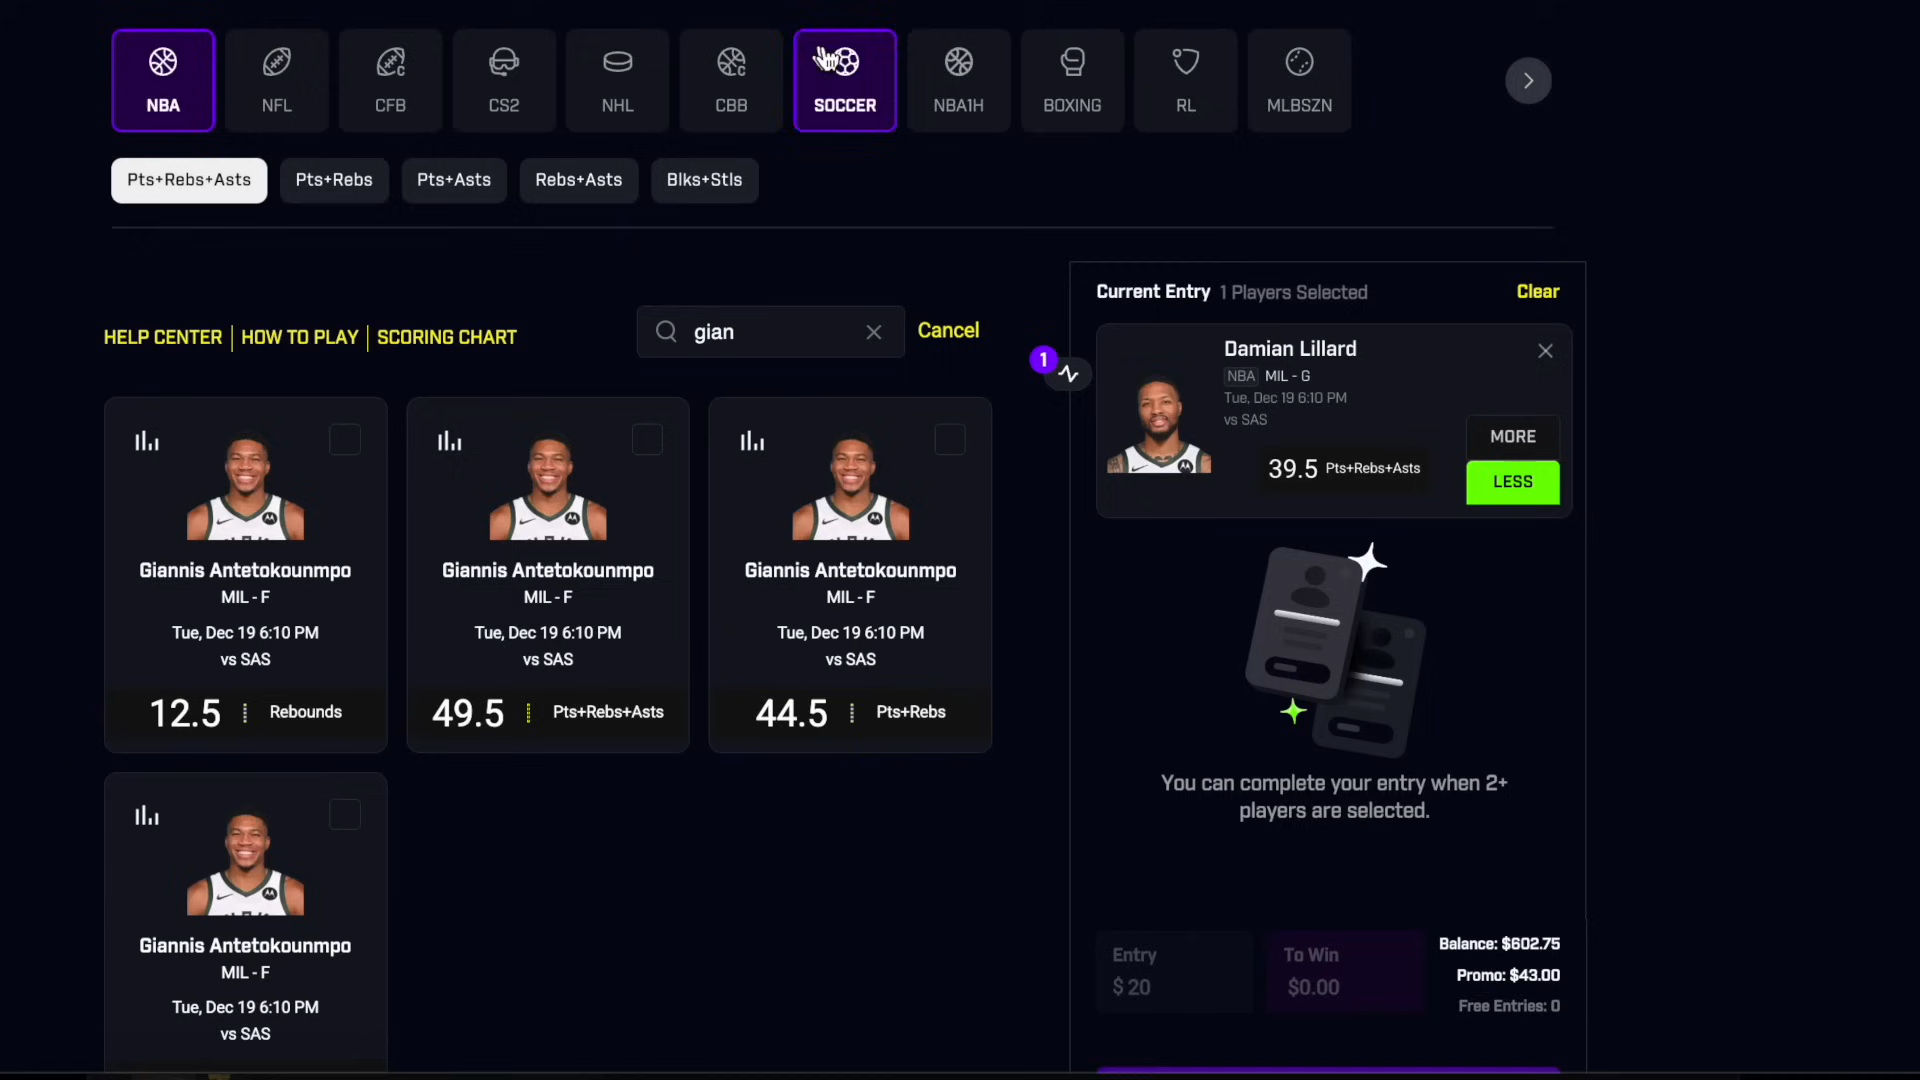 NBA
NFL
CFB
CS2
NHL
CBB
SOCCER
NBA1H
BOXING
RL
MLBSZN
Pts+Rebs+Asts
Pts+Rebs
Pts+Asts
Rebs+Asts
Blks+Stls
HELP CENTER
HOW TO PLAY
SCORING CHART
gian
Cancel
Giannis Antetokounmpo
MIL - F
Tue, Dec 19 6:10 PM
vs SAS
12.5
Rebounds
Giannis Antetokounmpo
MIL - F
Tue, Dec 19 6:10 PM
vs SAS
49.5
Pts+Rebs+Asts
Giannis Antetokounmpo
MIL - F
Tue, Dec 19 6:10 PM
vs SAS
44.5
Pts+Rebs
Giannis Antetokounmpo
MIL - F
Tue, Dec 19 6:10 PM
vs SAS
Current Entry 1 Players Selected
Clear
1
Damian Lillard
NBA MIL - G
Tue, Dec 19 6:10 PM
vs SAS
39.5 Pts+Rebs+Asts
MORE
LESS
You can complete your entry when 2+
players are selected.
Entry
$ 20
To Win
$0.00
Balance: $602.75
Promo: $43.00
Free Entries: 0